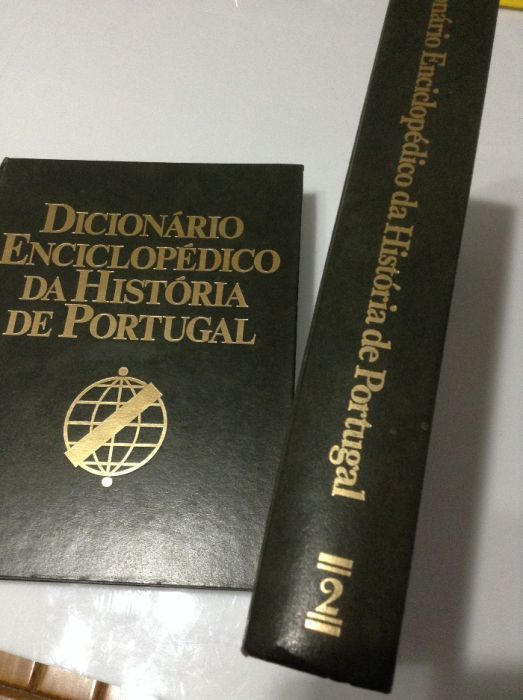 DICIONÁRIO
ENCICLOPÉDICO
DA HISTÓRIA
DE PORTUGAL
Enciclopédico da História de Portugal
2